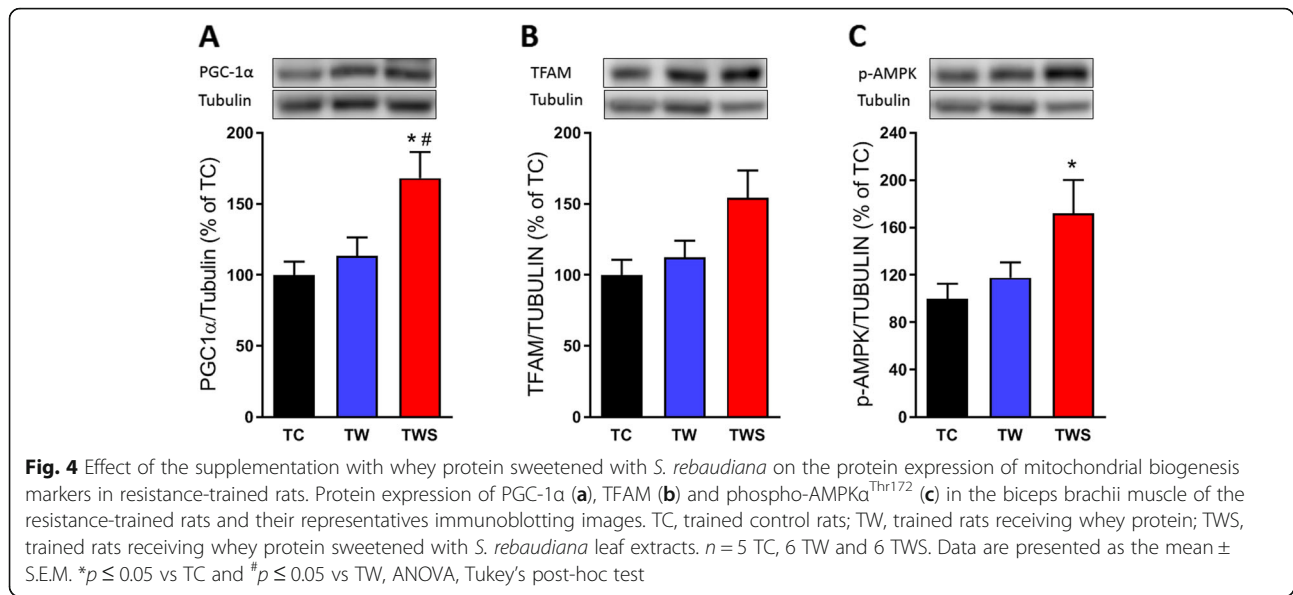 A
PGC-1α
Tubulin
PGC1α/Tubulin (% of TC)
200
150
100
50
0
* #
TC TW TWS
B
TFAM
Tubulin
TFAM/TUBULIN (% of TC)
200
150
100
50
0
TC TW TWS
C
p-AMPK
Tubulin
p-AMPK/TUBULIN (% of TC)
240
200
160
120
80
40
0
*
TC TW TWS
Fig. 4 Effect of the supplementation with whey protein sweetened with S. rebaudiana on the protein expression of mitochondrial biogenesis
markers in resistance-trained rats. Protein expression of PGC-1α (a), TFAM (b) and phospho-AMPKαThr172 (c) in the biceps brachii muscle of the
resistance-trained rats and their representatives immunoblotting images. TC, trained control rats; TW, trained rats receiving whey protein; TWS,
trained rats receiving whey protein sweetened with S. rebaudiana leaf extracts. n = 5 TC, 6 TW and 6 TWS. Data are presented as the mean ±
S.E.M. *p ≤ 0.05 vs TC and #p ≤ 0.05 vs TW, ANOVA, Tukey's post-hoc test